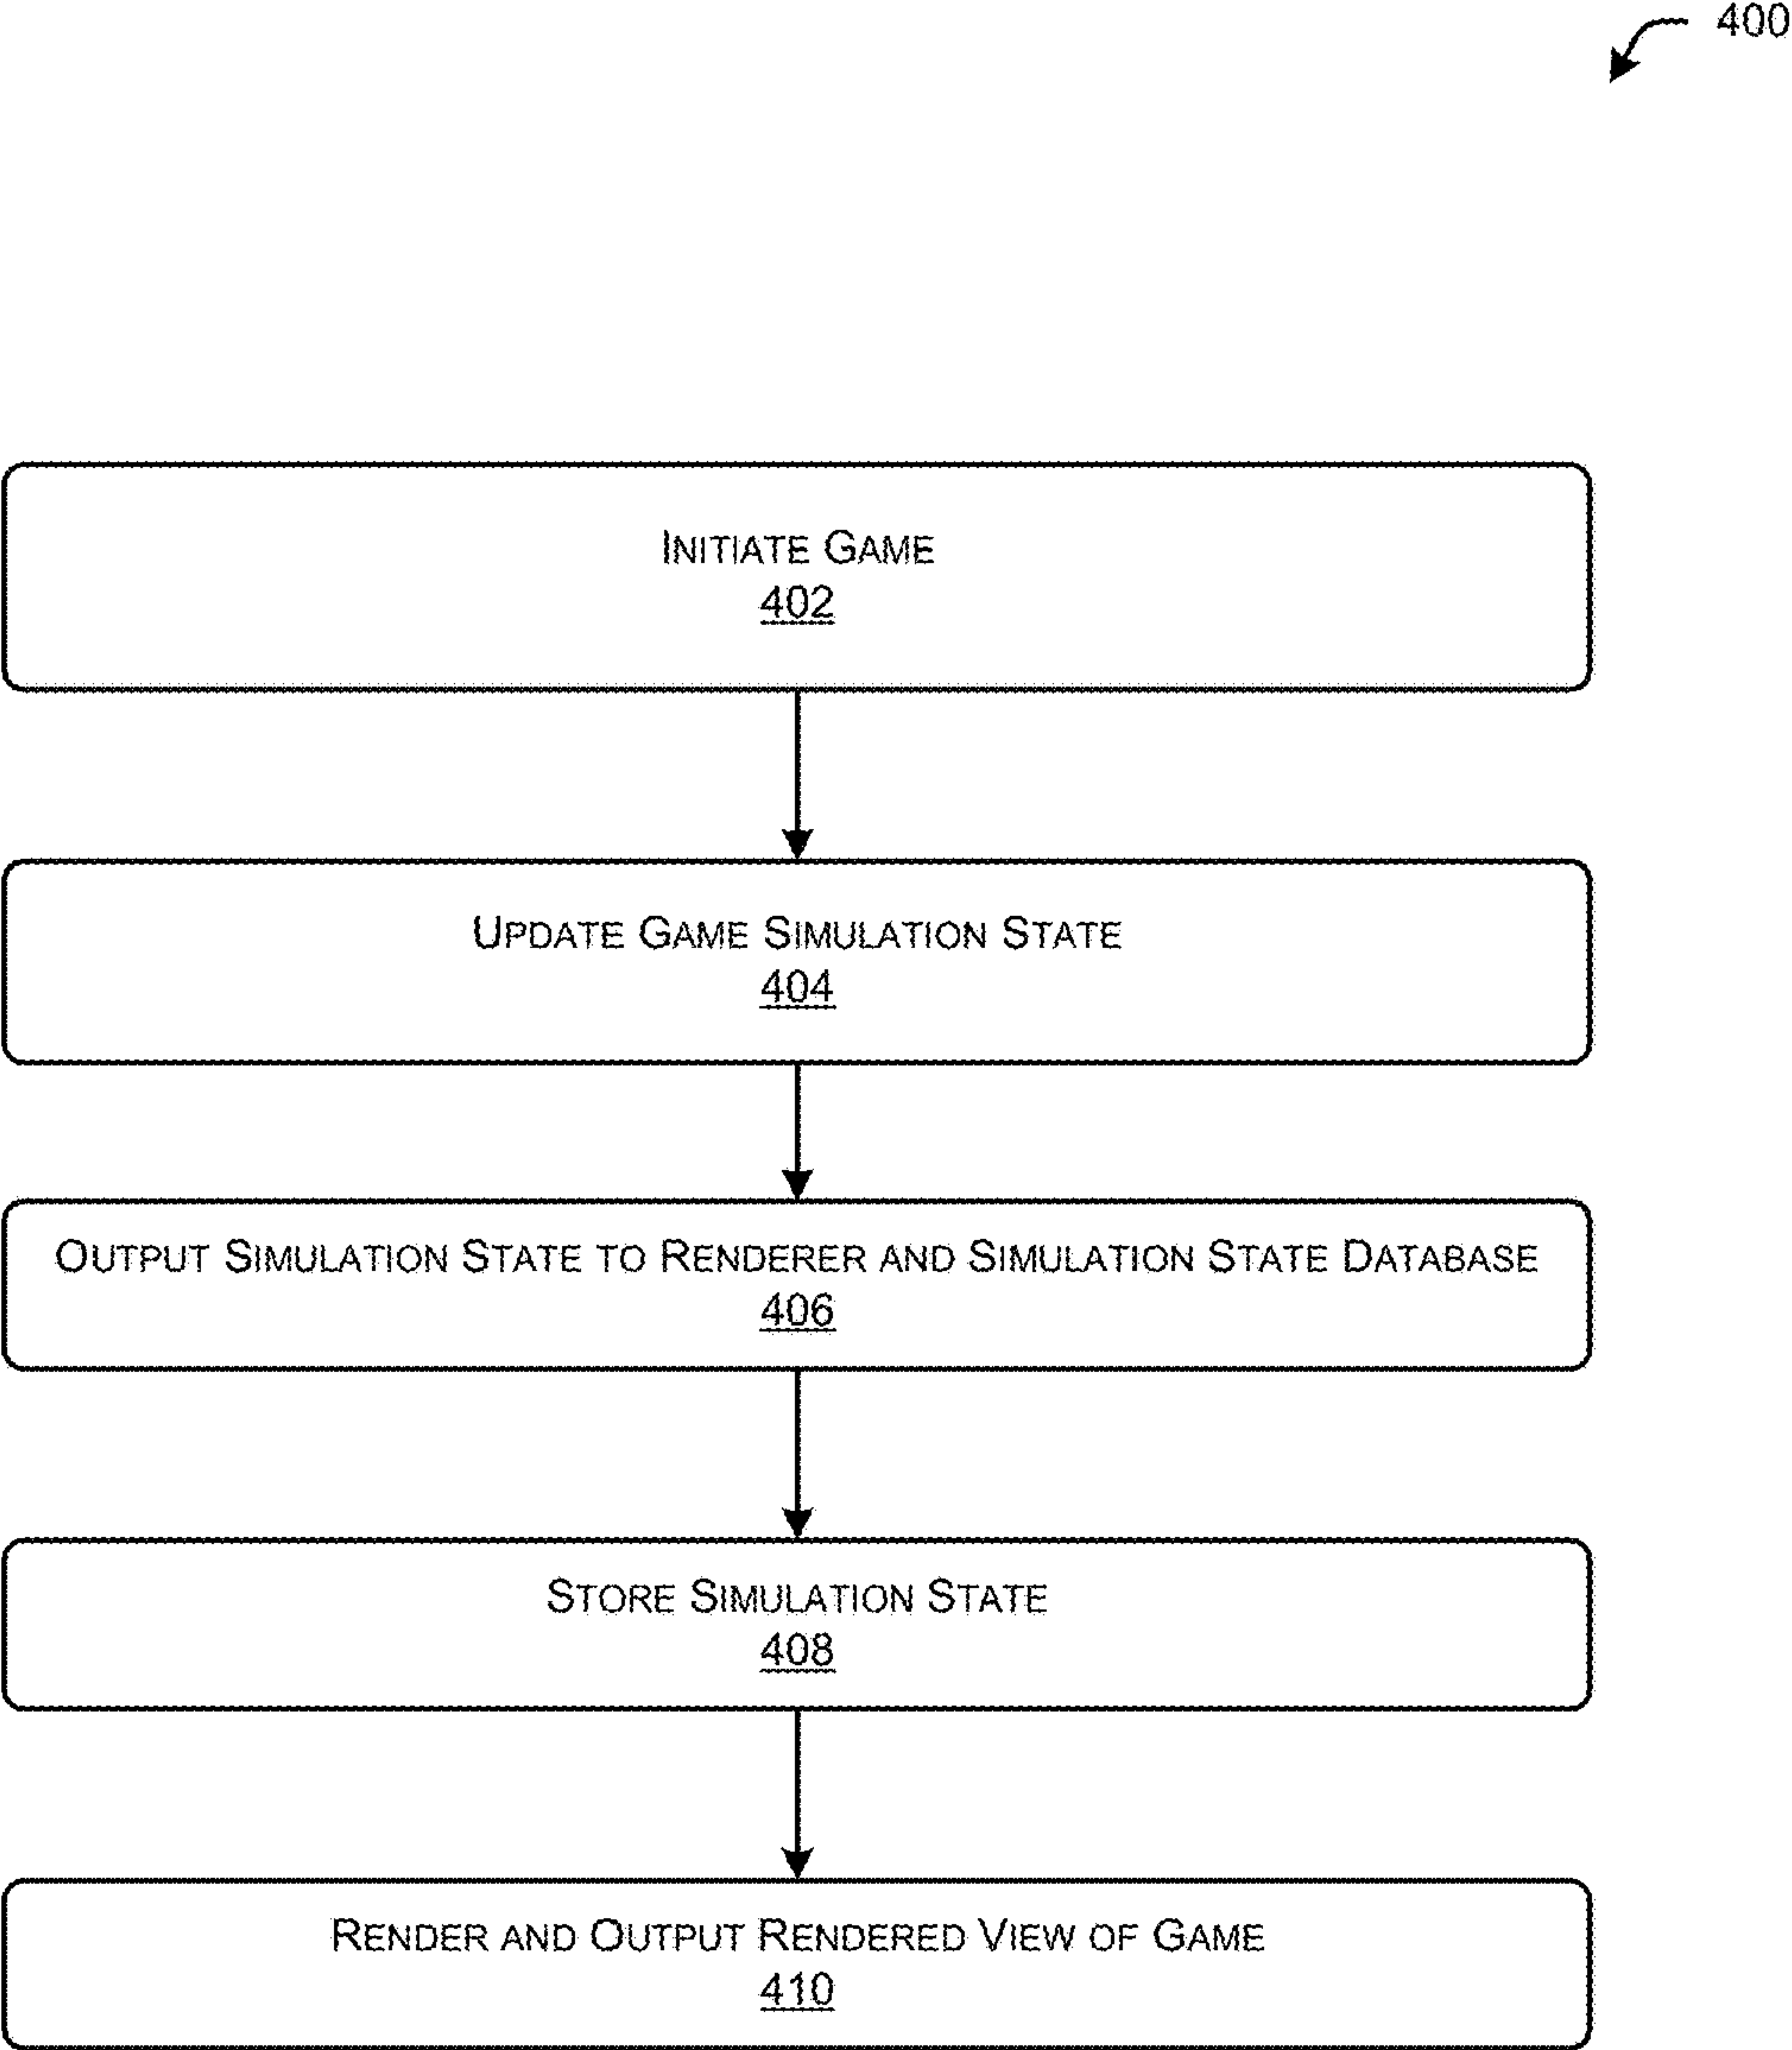 400
INITIATE GAME
402
UPDATE GAME SIMULATION STATE
404
OUTPUT SIMULATION STATE TO RENDERER AND SIMULATION STATE DATABASE
406
STORE SIMULATION STATE
408
RENDER AND OUTPUT RENDERED VIEW OF GAME
410